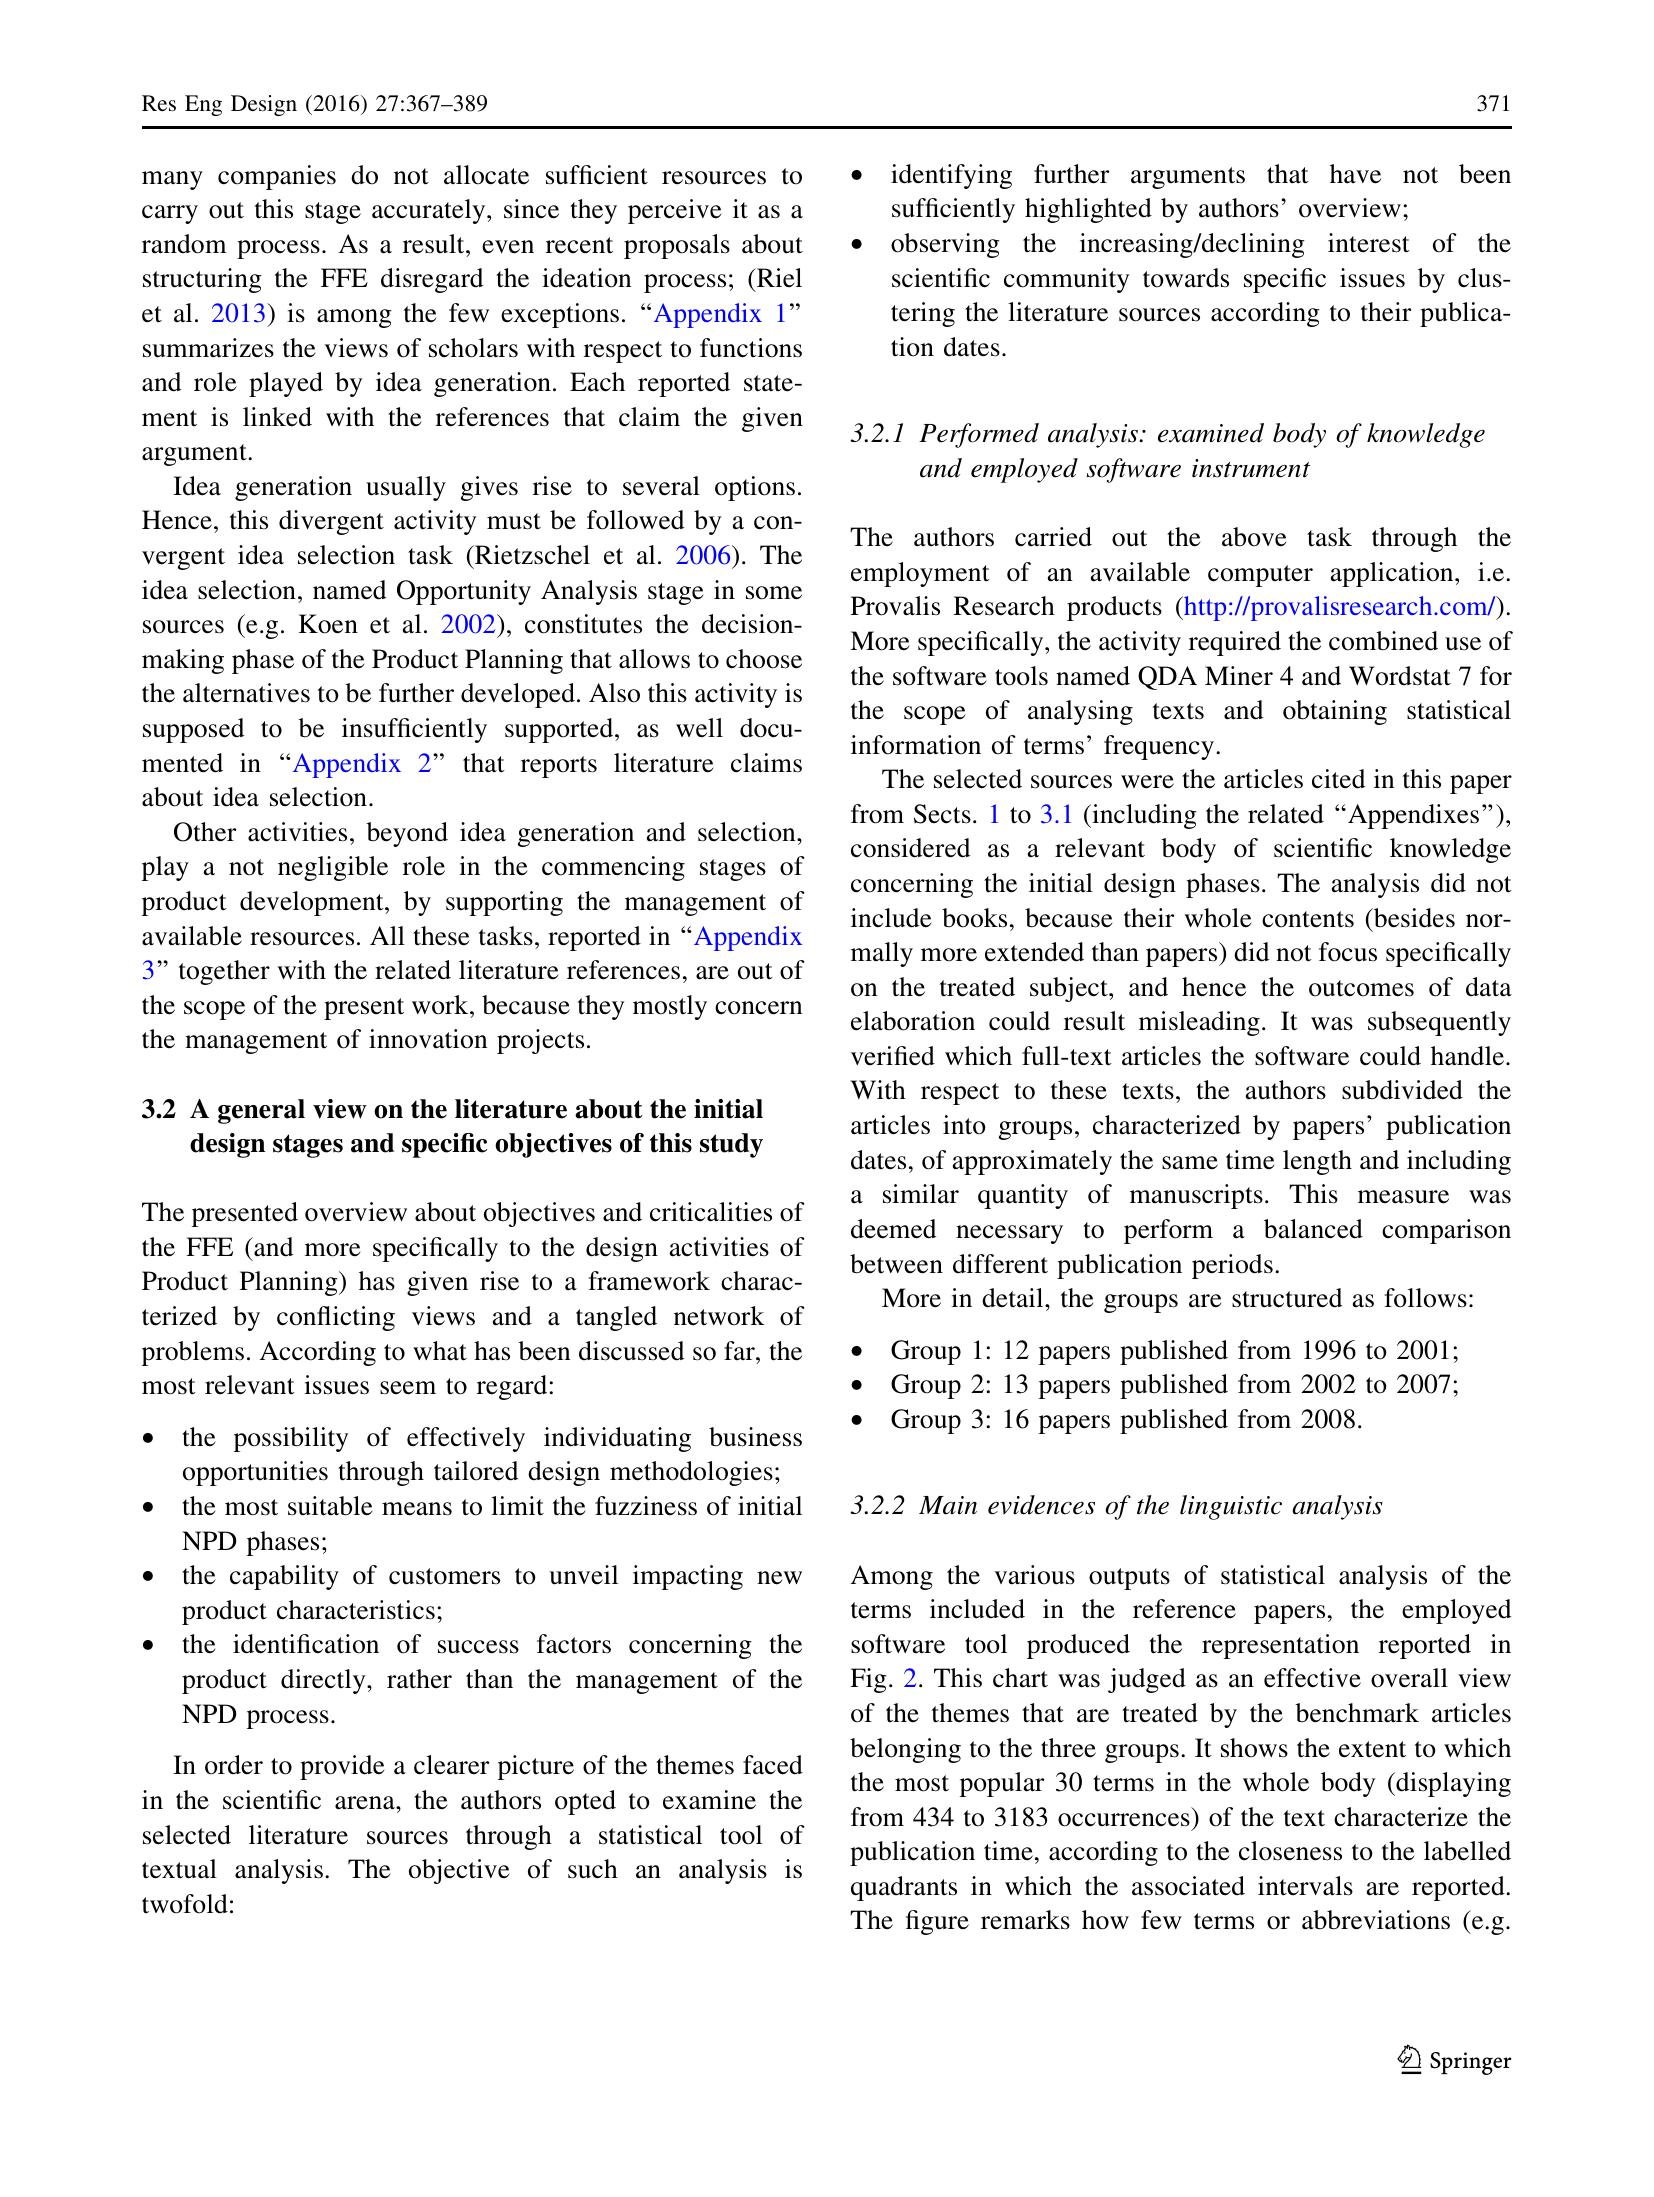 Res Eng Design (2016) 27:367–389
371
many companies do not allocate sufficient resources to
carry out this stage accurately, since they perceive it as a
random process. As a result, even recent proposals about
structuring the FFE disregard the ideation process; (Riel
et al. 2013) is among the few exceptions. “Appendix 1”
summarizes the views of scholars with respect to functions
and role played by idea generation. Each reported state-
ment is linked with the references that claim the given
argument.
Idea generation usually gives rise to several options.
Hence, this divergent activity must be followed by a con-
vergent idea selection task (Rietzschel et al. 2006). The
idea selection, named Opportunity Analysis stage in some
sources (e.g. Koen et al. 2002), constitutes the decision-
making phase of the Product Planning that allows to choose
the alternatives to be further developed. Also this activity is
supposed to be insufficiently supported, as well docu-
mented in “Appendix 2” that reports literature claims
about idea selection.
Other activities, beyond idea generation and selection,
play a not negligible role in the commencing stages of
product development, by supporting the management of
available resources. All these tasks, reported in “Appendix
3” together with the related literature references, are out of
the scope of the present work, because they mostly concern
the management of innovation projects.
3.2 A general view on the literature about the initial
design stages and specific objectives of this study
The presented overview about objectives and criticalities of
the FFE (and more specifically to the design activities of
Product Planning) has given rise to a framework charac-
terized by conflicting views and a tangled network of
problems. According to what has been discussed so far, the
most relevant issues seem to regard:
• the possibility of effectively individuating business
opportunities through tailored design methodologies;
• the most suitable means to limit the fuzziness of initial
NPD phases;
• the capability of customers to unveil impacting new
product characteristics;
• the identification of success factors concerning the
product directly, rather than the management of the
NPD process.
In order to provide a clearer picture of the themes faced
in the scientific arena, the authors opted to examine the
selected literature sources through a statistical tool of
textual analysis. The objective of such an analysis is
twofold:
• identifying further arguments that have not been
sufficiently highlighted by authors’ overview;
• observing the increasing/declining interest of the
scientific community towards specific issues by clus-
tering the literature sources according to their publica-
tion dates.
3.2.1 Performed analysis: examined body of knowledge
and employed software instrument
The authors carried out the above task through the
employment of an available computer application, i.e.
Provalis Research products (http://provalisresearch.com/).
More specifically, the activity required the combined use of
the software tools named QDA Miner 4 and Wordstat 7 for
the scope of analysing texts and obtaining statistical
information of terms’ frequency.
The selected sources were the articles cited in this paper
from Sects. 1 to 3.1 (including the related “Appendixes”),
considered as a relevant body of scientific knowledge
concerning the initial design phases. The analysis did not
include books, because their whole contents (besides nor-
mally more extended than papers) did not focus specifically
on the treated subject, and hence the outcomes of data
elaboration could result misleading. It was subsequently
verified which full-text articles the software could handle.
With respect to these texts, the authors subdivided the
articles into groups, characterized by papers’ publication
dates, of approximately the same time length and including
a similar quantity of manuscripts. This measure was
deemed necessary to perform a balanced comparison
between different publication periods.
More in detail, the groups are structured as follows:
• Group 1: 12 papers published from 1996 to 2001;
• Group 2: 13 papers published from 2002 to 2007;
• Group 3: 16 papers published from 2008.
3.2.2 Main evidences of the linguistic analysis
Among the various outputs of statistical analysis of the
terms included in the reference papers, the employed
software tool produced the representation reported in
Fig. 2. This chart was judged as an effective overall view
of the themes that are treated by the benchmark articles
belonging to the three groups. It shows the extent to which
the most popular 30 terms in the whole body (displaying
from 434 to 3183 occurrences) of the text characterize the
publication time, according to the closeness to the labelled
quadrants in which the associated intervals are reported.
The figure remarks how few terms or abbreviations (e.g.
Springer